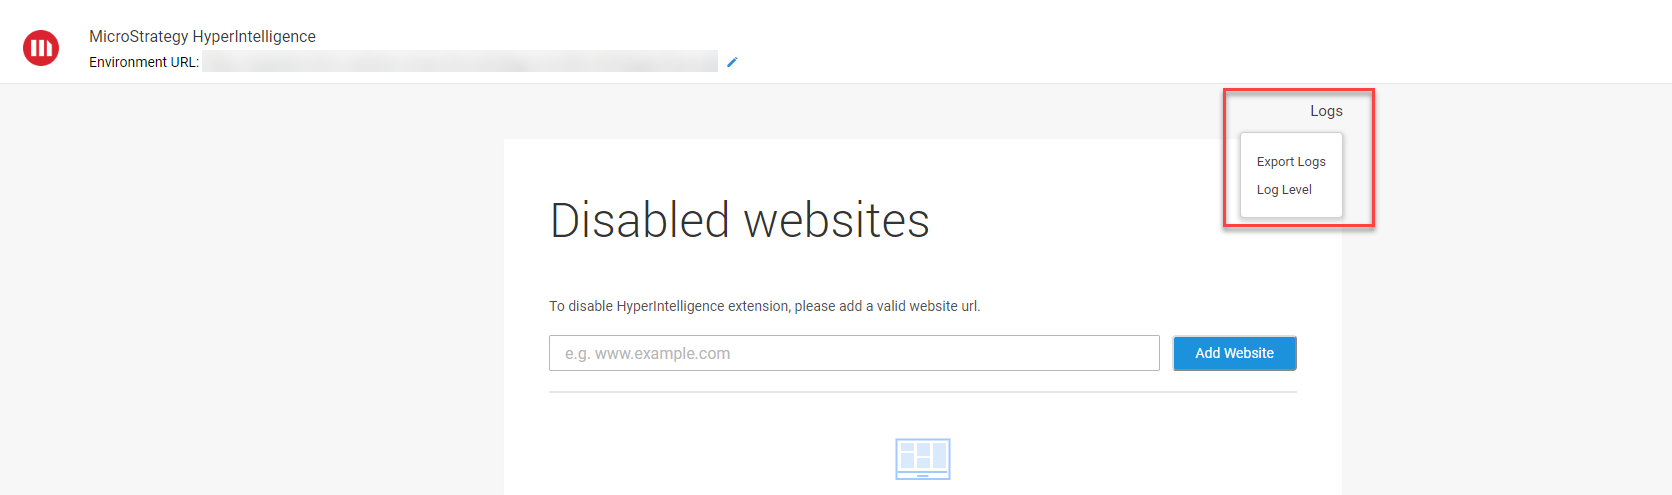 MicroStrategy HyperIntelligence
Environment URL:
Logs
Export Logs
Log Level
Disabled websites
To disable HyperIntelligence extension, please add a valid website url.
e.g. www.example.com
Add Website